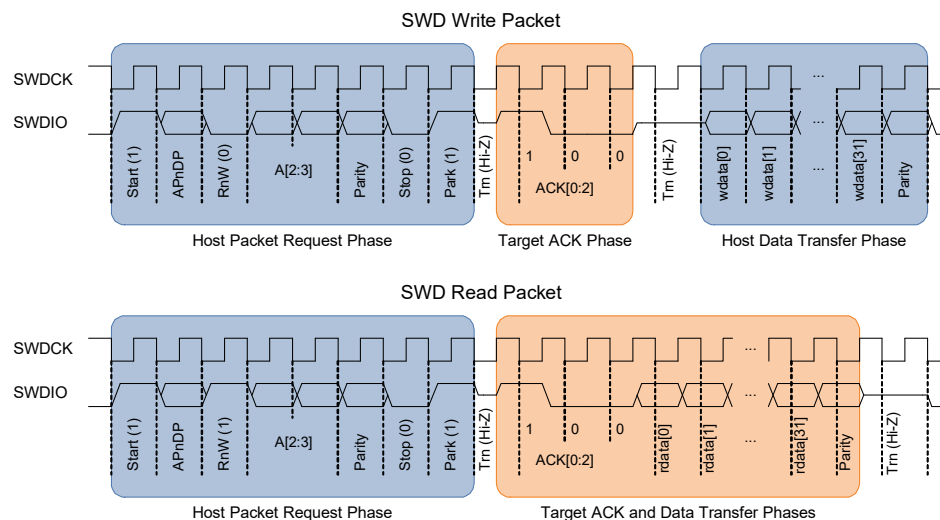 SWD Write Packet
SWDCK
...
SWDIO
Start (1)
APnDP
RnW (0)
A[2:3]
Parity
Stop (0)
Park (1)
Trn (Hi-Z)
1
0
0
ACK[0:2]
Trn (Hi-Z)
wdata[0]
wdata[1]
...
...
wdata[31]
Parity
Host Packet Request Phase
Target ACK Phase
Host Data Transfer Phase
SWD Read Packet
SWDCK
...
SWDIO
Start (1)
APnDP
RnW (1)
A[2:3]
Parity
Stop (0)
Park (1)
Trn (Hi-Z)
1
0
0
ACK[0:2]
rdata[0]
rdata[1]
...
...
rdata[31]
Parity
Trn (Hi-Z)
Host Packet Request Phase
Target ACK and Data Transfer Phases